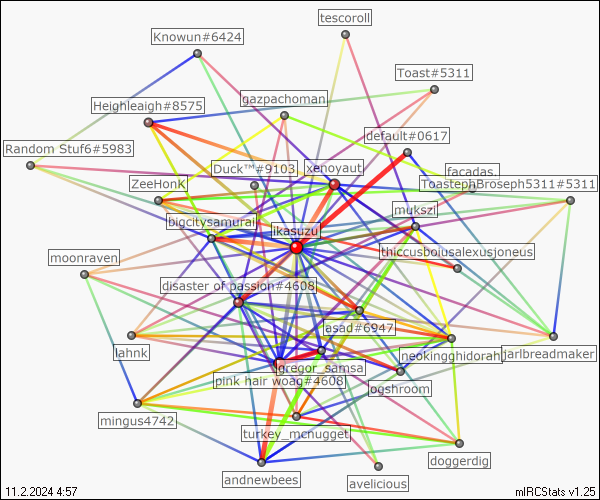 tescoroll
Knowun#6424
Toast#5311
gazpachoman
Heighleaigh#8575
default#0617
Random Stuf6#5983
Duck™#9103
xenoyaut
facadas.
ZeeHonK
ToastephBroseph5311#5311
mukszi
bigcitysamurai
ikasuzu
thiccusbojusalexusjoneus
moonraven
disaster of passion#4608
asad#6947
lahnk
neokingghidorah
jarlbreadmaker
gregor_samsa
pink hair woag#4608
ogshroom
mingus4742
turkey_mcnugget
doggerdig
andnewbees
avelicious
11.2.2024 4:57
mIRCStats v1.25